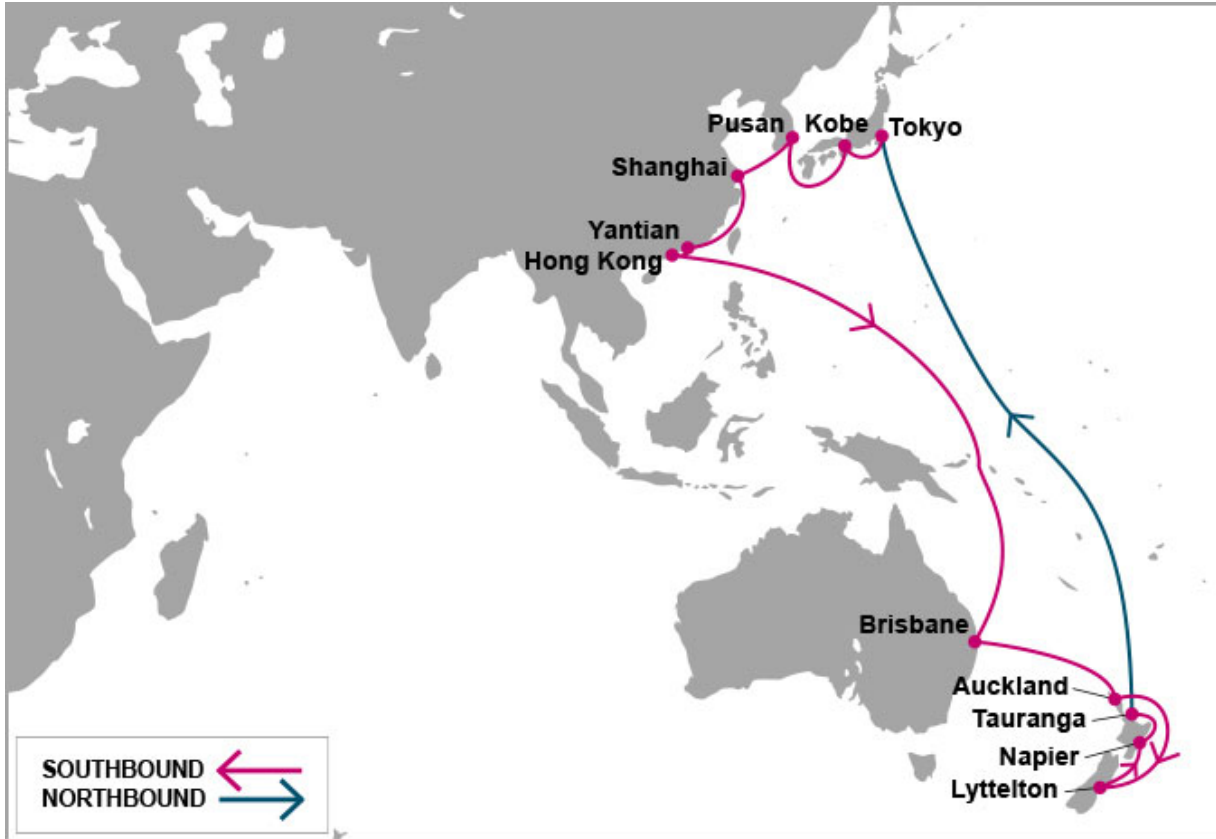 Pusan
Kobe
Tokyo
Shanghai
Yantian
Hong Kong
Brisbane
Auckland
Tauranga
Napier
Lyttelton
SOUTHBOUND
NORTHBOUND